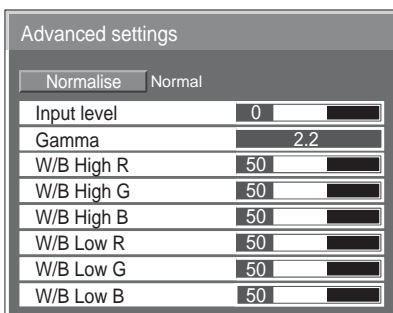 Advanced settings
Normalise Normal
Input level 0
Gamma 2.2
W/B High R 50
W/B High G 50
W/B High B 50
W/B Low R 50
W/B Low G 50
W/B Low B 50